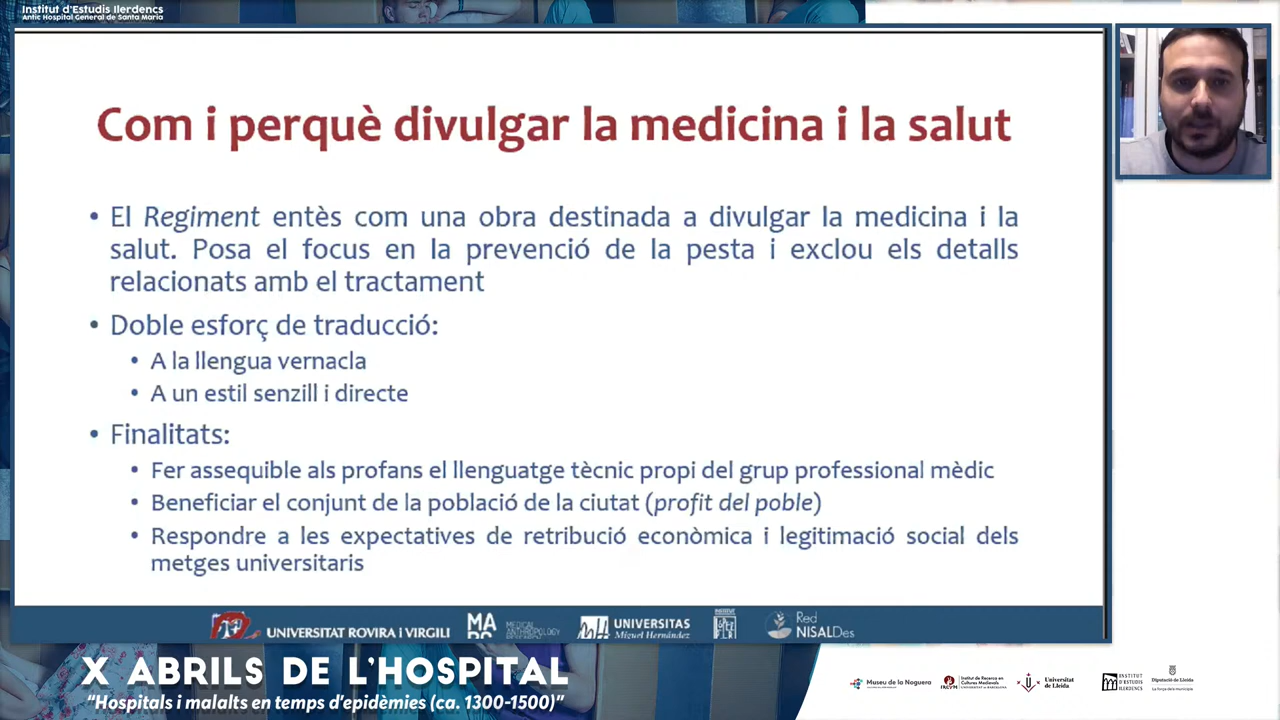 Institut d'Estudis Ilerdencs
Antic Hospital General de Santa Maria
Com i perquè divulgar la medicina i la salut
• El Regiment entès com una obra destinada a divulgar la medicina i la
salut. Posa el focus en la prevenció de la pesta i exclou els detalls
relacionats amb el tractament
• Doble esforç de traducció:
• A la llengua vernacla
• A un estil senzill i directe
• Finalitats:
• Fer assequible als profans el llenguatge tècnic propi del grup professional mèdic
• Beneficiar el conjunt de la població de la ciutat (profit del poble)
• Respondre a les expectatives de retribució econòmica i legitimació social dels
metges universitaris
UNIVERSITAT ROVIRA I VIRGILI
MEDICAL
ANTHROPOLOGY
UNIVERSITAS
Miguel Hernández
Red
NISALDes
X ABRILS DE L'HOSPITAL
"Hospitals i malalts en temps d'epidèmies (ca. 1300-1500)"
Museu de la Noguera
Institut de Recerca en
Cultures Medievals
UNIVERSITAT DE BARCELONA
Universitat
de Lleida
INSTITUT
D'ESTUDIS
ILERDENCS
Diputació de Lleida